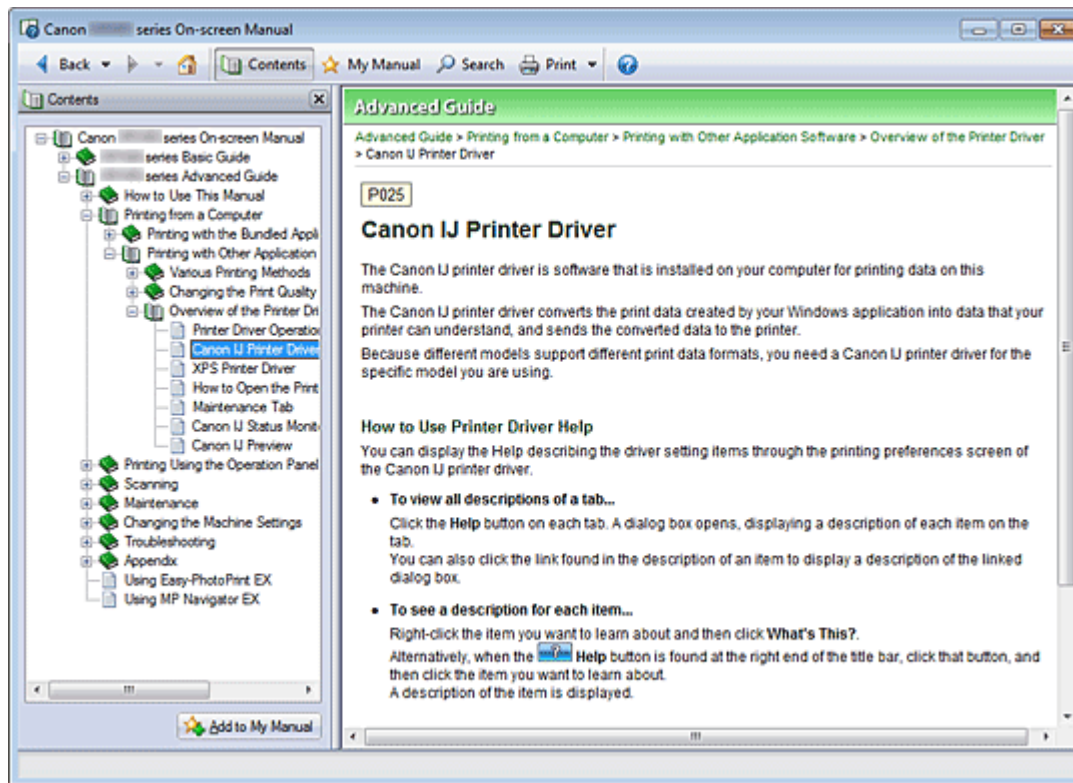 Canon series On-screen Manual
Back Contents My Manual Search Print
Contents
Canon series On-screen Manual
series Basic Guide
series Advanced Guide
How to Use This Manual
Printing from a Computer
Printing with the Bundled Appli
Printing with Other Application
Various Printing Methods
Changing the Print Quality
Overview of the Printer Dri
Printer Driver Operatio
Canon IJ Printer Driver
XPS Printer Driver
How to Open the Print
Maintenance Tab
Canon IJ Status Monit
Canon IJ Preview
Printing Using the Operation Panel
Scanning
Maintenance
Changing the Machine Settings
Troubleshooting
Appendix
Using Easy-PhotoPrint EX
Using MP Navigator EX
Add to My Manual
Advanced Guide
Advanced Guide > Printing from a Computer > Printing with Other Application Software > Overview of the Printer Driver
> Canon IJ Printer Driver
P025
Canon IJ Printer Driver
The Canon IJ printer driver is software that is installed on your computer for printing data on this
machine.
The Canon IJ printer driver converts the print data created by your Windows application into data that your
printer can understand, and sends the converted data to the printer.
Because different models support different print data formats, you need a Canon IJ printer driver for the
specific model you are using.
How to Use Printer Driver Help
You can display the Help describing the driver setting items through the printing preferences screen of
the Canon IJ printer driver.
• To view all descriptions of a tab...
Click the Help button on each tab. A dialog box opens, displaying a description of each item on the
tab.
You can also click the link found in the description of an item to display a description of the linked
dialog box.
• To see a description for each item...
Right-click the item you want to learn about and then click What's This?.
Alternatively, when the Help button is found at the right end of the title bar, click that button, and
then click the item you want to learn about.
A description of the item is displayed.